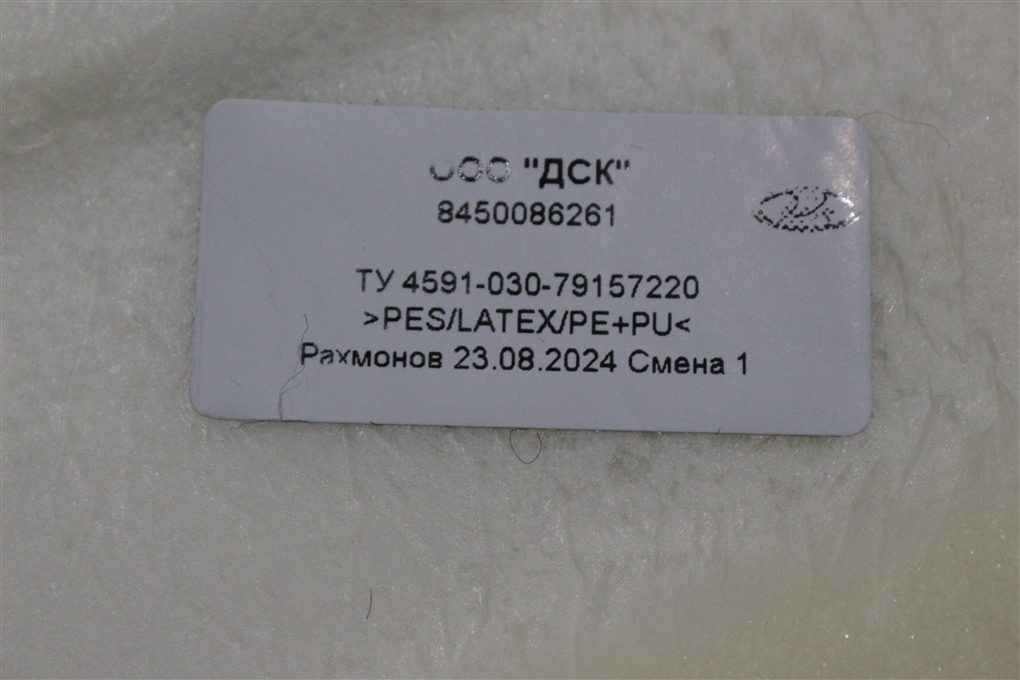 ООО "ДСК"
8450086261
ТУ 4591-030-79157220
>PES/LATEX/PE+PU<
Рахмонов 23.08.2024 Смена 1